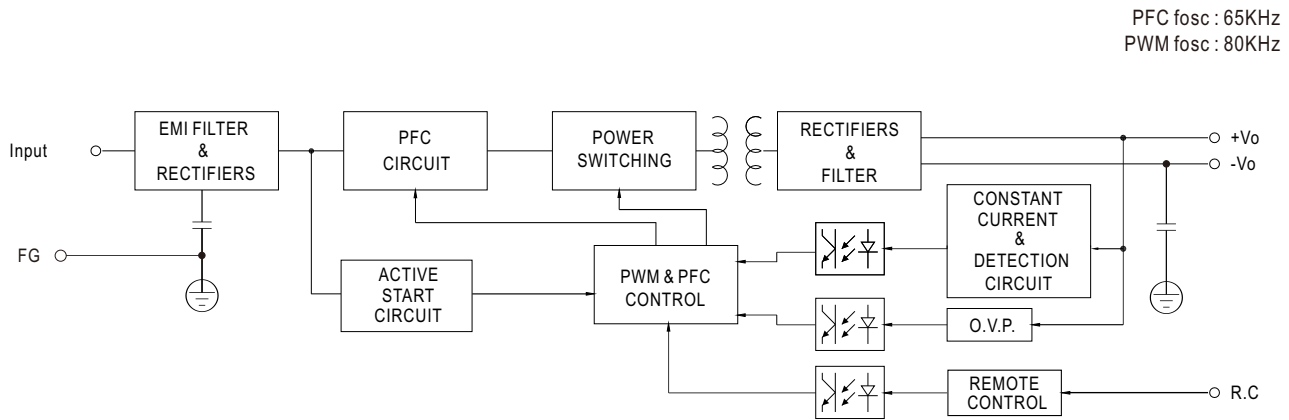 PFC fosc : 65KHz
PWM fosc : 80KHz
EMI FILTER
&
RECTIFIERS
PFC
CIRCUIT
POWER
SWITCHING
RECTIFIERS
&
FILTER
Input
+Vo
-Vo
FG
CONSTANT
CURRENT
&
DETECTION
CIRCUIT
ACTIVE
START
CIRCUIT
PWM & PFC
CONTROL
O.V.P.
REMOTE
CONTROL
R.C